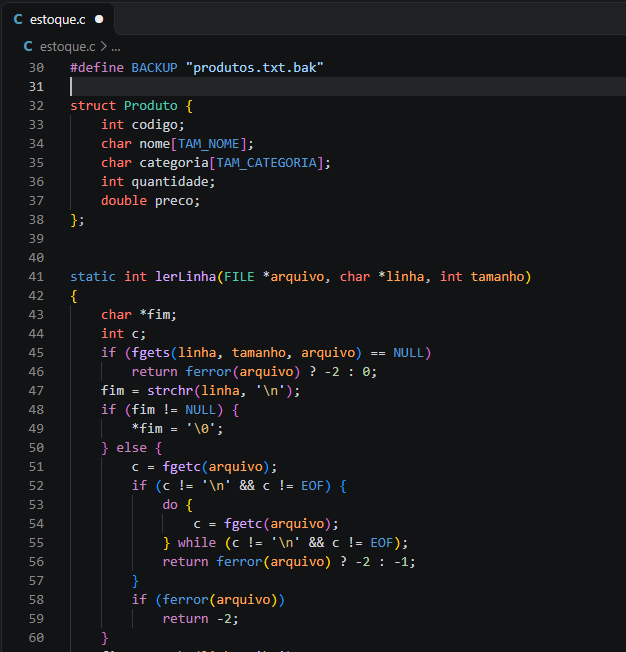 C estoque.c ●
C estoque.c > ...
30 #define BACKUP "produtos.txt.bak"
31
32 struct Produto {
33     int codigo;
34     char nome[TAM_NOME];
35     char categoria[TAM_CATEGORIA];
36     int quantidade;
37     double preco;
38 };
39
40
41 static int lerLinha(FILE *arquivo, char *linha, int tamanho)
42 {
43     char *fim;
44     int c;
45     if (fgets(linha, tamanho, arquivo) == NULL)
46         return ferror(arquivo) ? -2 : 0;
47     fim = strchr(linha, '\n');
48     if (fim != NULL) {
49         *fim = '\0';
50     } else {
51         c = fgetc(arquivo);
52         if (c != '\n' && c != EOF) {
53             do {
54                 c = fgetc(arquivo);
55             } while (c != '\n' && c != EOF);
56             return ferror(arquivo) ? -2 : -1;
57         }
58         if (ferror(arquivo))
59             return -2;
60     }